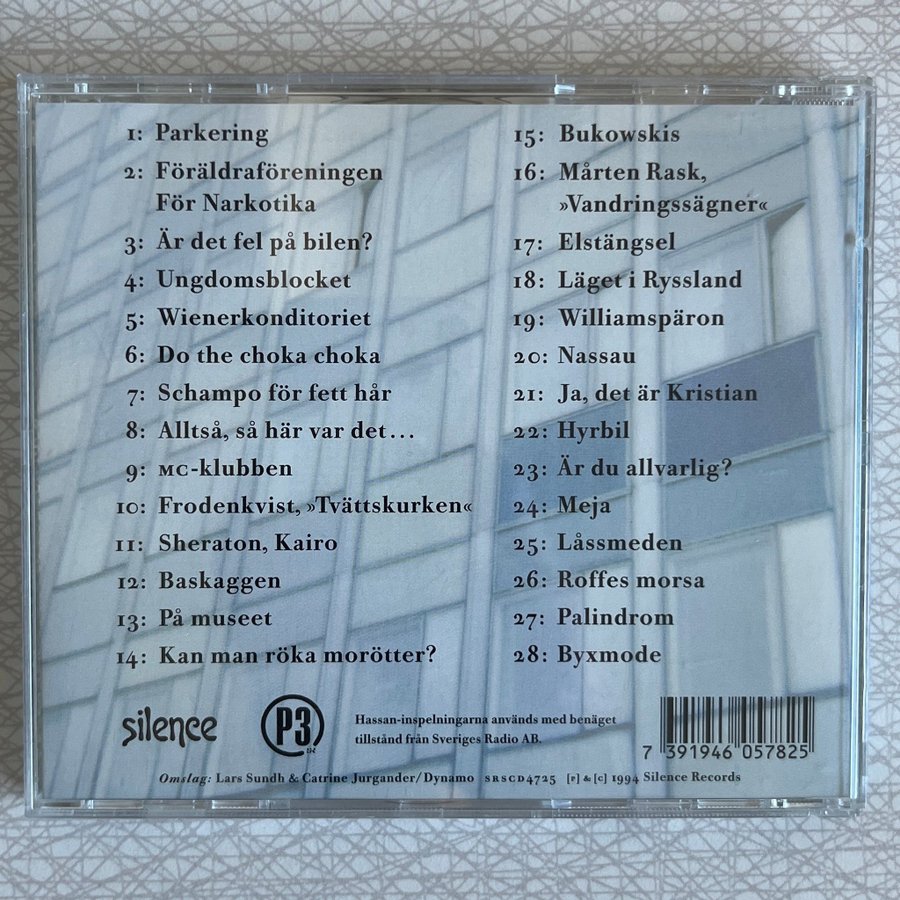 1: Parkering
2: Föräldraföreningen
För Narkotika
3: Är det fel på bilen?
4: Ungdomsblocket
5: Wienerkonditoriet
6: Do the choka choka
7: Schampo för fett hår
8: Alltså, så här var det...
9: MC-klubben
10: Frodenkvist, »Tvättskurken«
11: Sheraton, Kairo
12: Baskaggen
13: På museet
14: Kan man röka morötter?
15: Bukowskis
16: Mårten Rask,
»Vandringssägner«
17: Elstängsel
18: Läget i Ryssland
19: Williamspäron
20: Nassau
21: Ja, det är Kristian
22: Hyrbil
23: Är du allvarlig?
24: Meja
25: Låssmeden
26: Roffes morsa
27: Palindrom
28: Byxmode
silence
P3
Hassan-inspelningarna används med benäget
tillstånd från Sveriges Radio AB.
7 391946 057825
Omslag: Lars Sundh & Catrine Jurgander/Dynamo SRSCD4725 [P] & [C] 1994 Silence Records